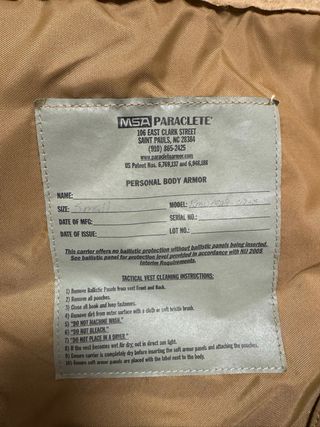 MSA PARACLETE®
106 EAST CLARK STREET
SAINT PAULS, NC 28384
(910) 865-2425
www.paracletearmor.com
US Patent Nos. 6,769,137 and 6,948,188
PERSONAL BODY ARMOR
NAME:
SIZE: Small MODEL:
DATE OF MFG: SERIAL NO.:
DATE OF ISSUE: LOT NO.:
This carrier offers no ballistic protection without ballistic panels being inserted.
See ballistic panel for protection level provided in accordance with NIJ 2005
Interim Requirements.
TACTICAL VEST CLEANING INSTRUCTIONS:
1) Remove Ballistic Panels from vest Front and Back.
2) Remove all pouches.
3) Close all hook and loop fasteners.
4) Remove dirt from outer surface with a cloth or soft bristle brush.
5) "DO NOT MACHINE WASH."
6) "DO NOT BLEACH."
7) "DO NOT PLACE IN A DRYER."
8) If the vest becomes wet Air dry, not in direct sun light.
9) Ensure carrier is completely dry before inserting the soft armor panels and attaching the pouches.
10) Ensure soft armor panels are placed with the label next to the body.